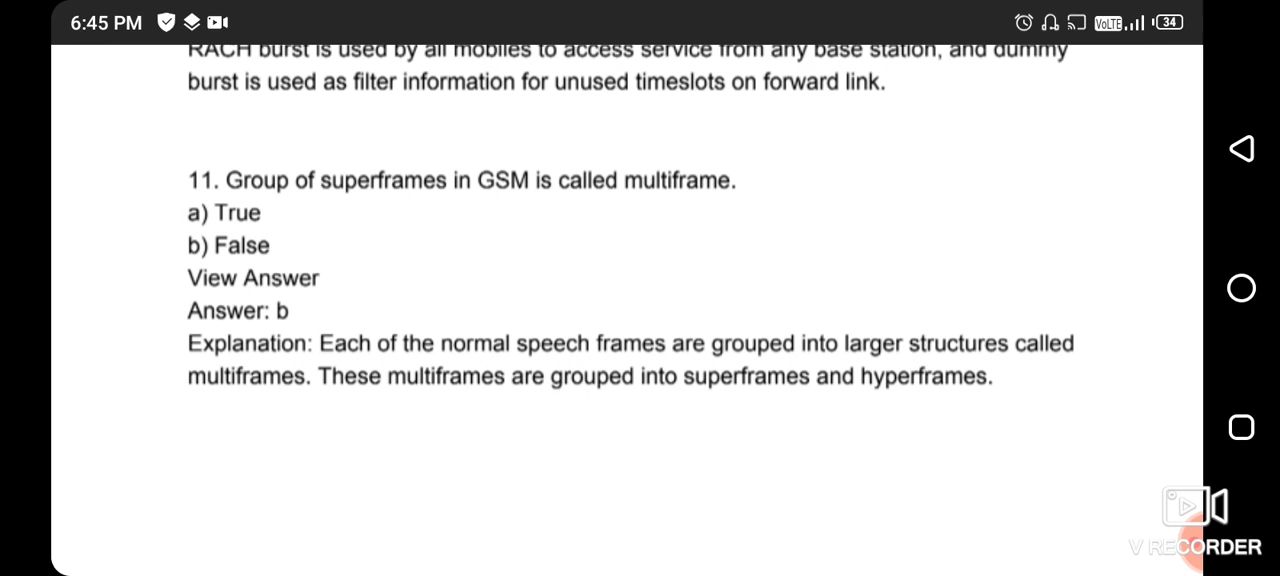 6:45 PM
VoLTE
34
RACH burst is used by all mobiles to access service from any base station, and dummy
burst is used as filter information for unused timeslots on forward link.
11. Group of superframes in GSM is called multiframe.
a) True
b) False
View Answer
Answer: b
Explanation: Each of the normal speech frames are grouped into larger structures called
multiframes. These multiframes are grouped into superframes and hyperframes.
V RECORDER